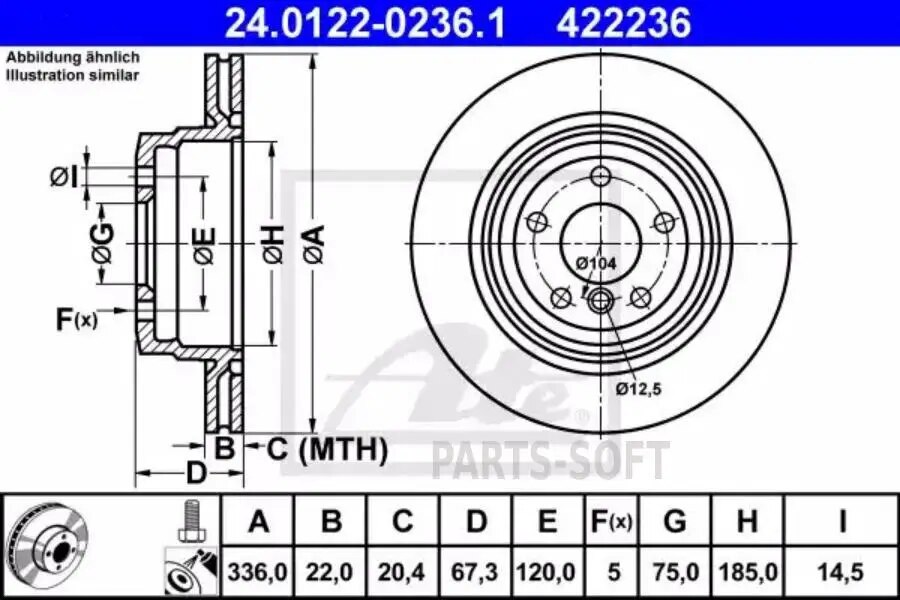 24.0122-0236.1 422236
Abbildung ähnlich
Illustration similar
ØI
ØG
ØE
ØH
ØA
F(x)
B
C (MTH)
D
Ø104
Ø12,5
Ate ®
PARTS-SOFT
A B C D E F(x) G H I
336,0 22,0 20,4 67,3 120,0 5 75,0 185,0 14,5